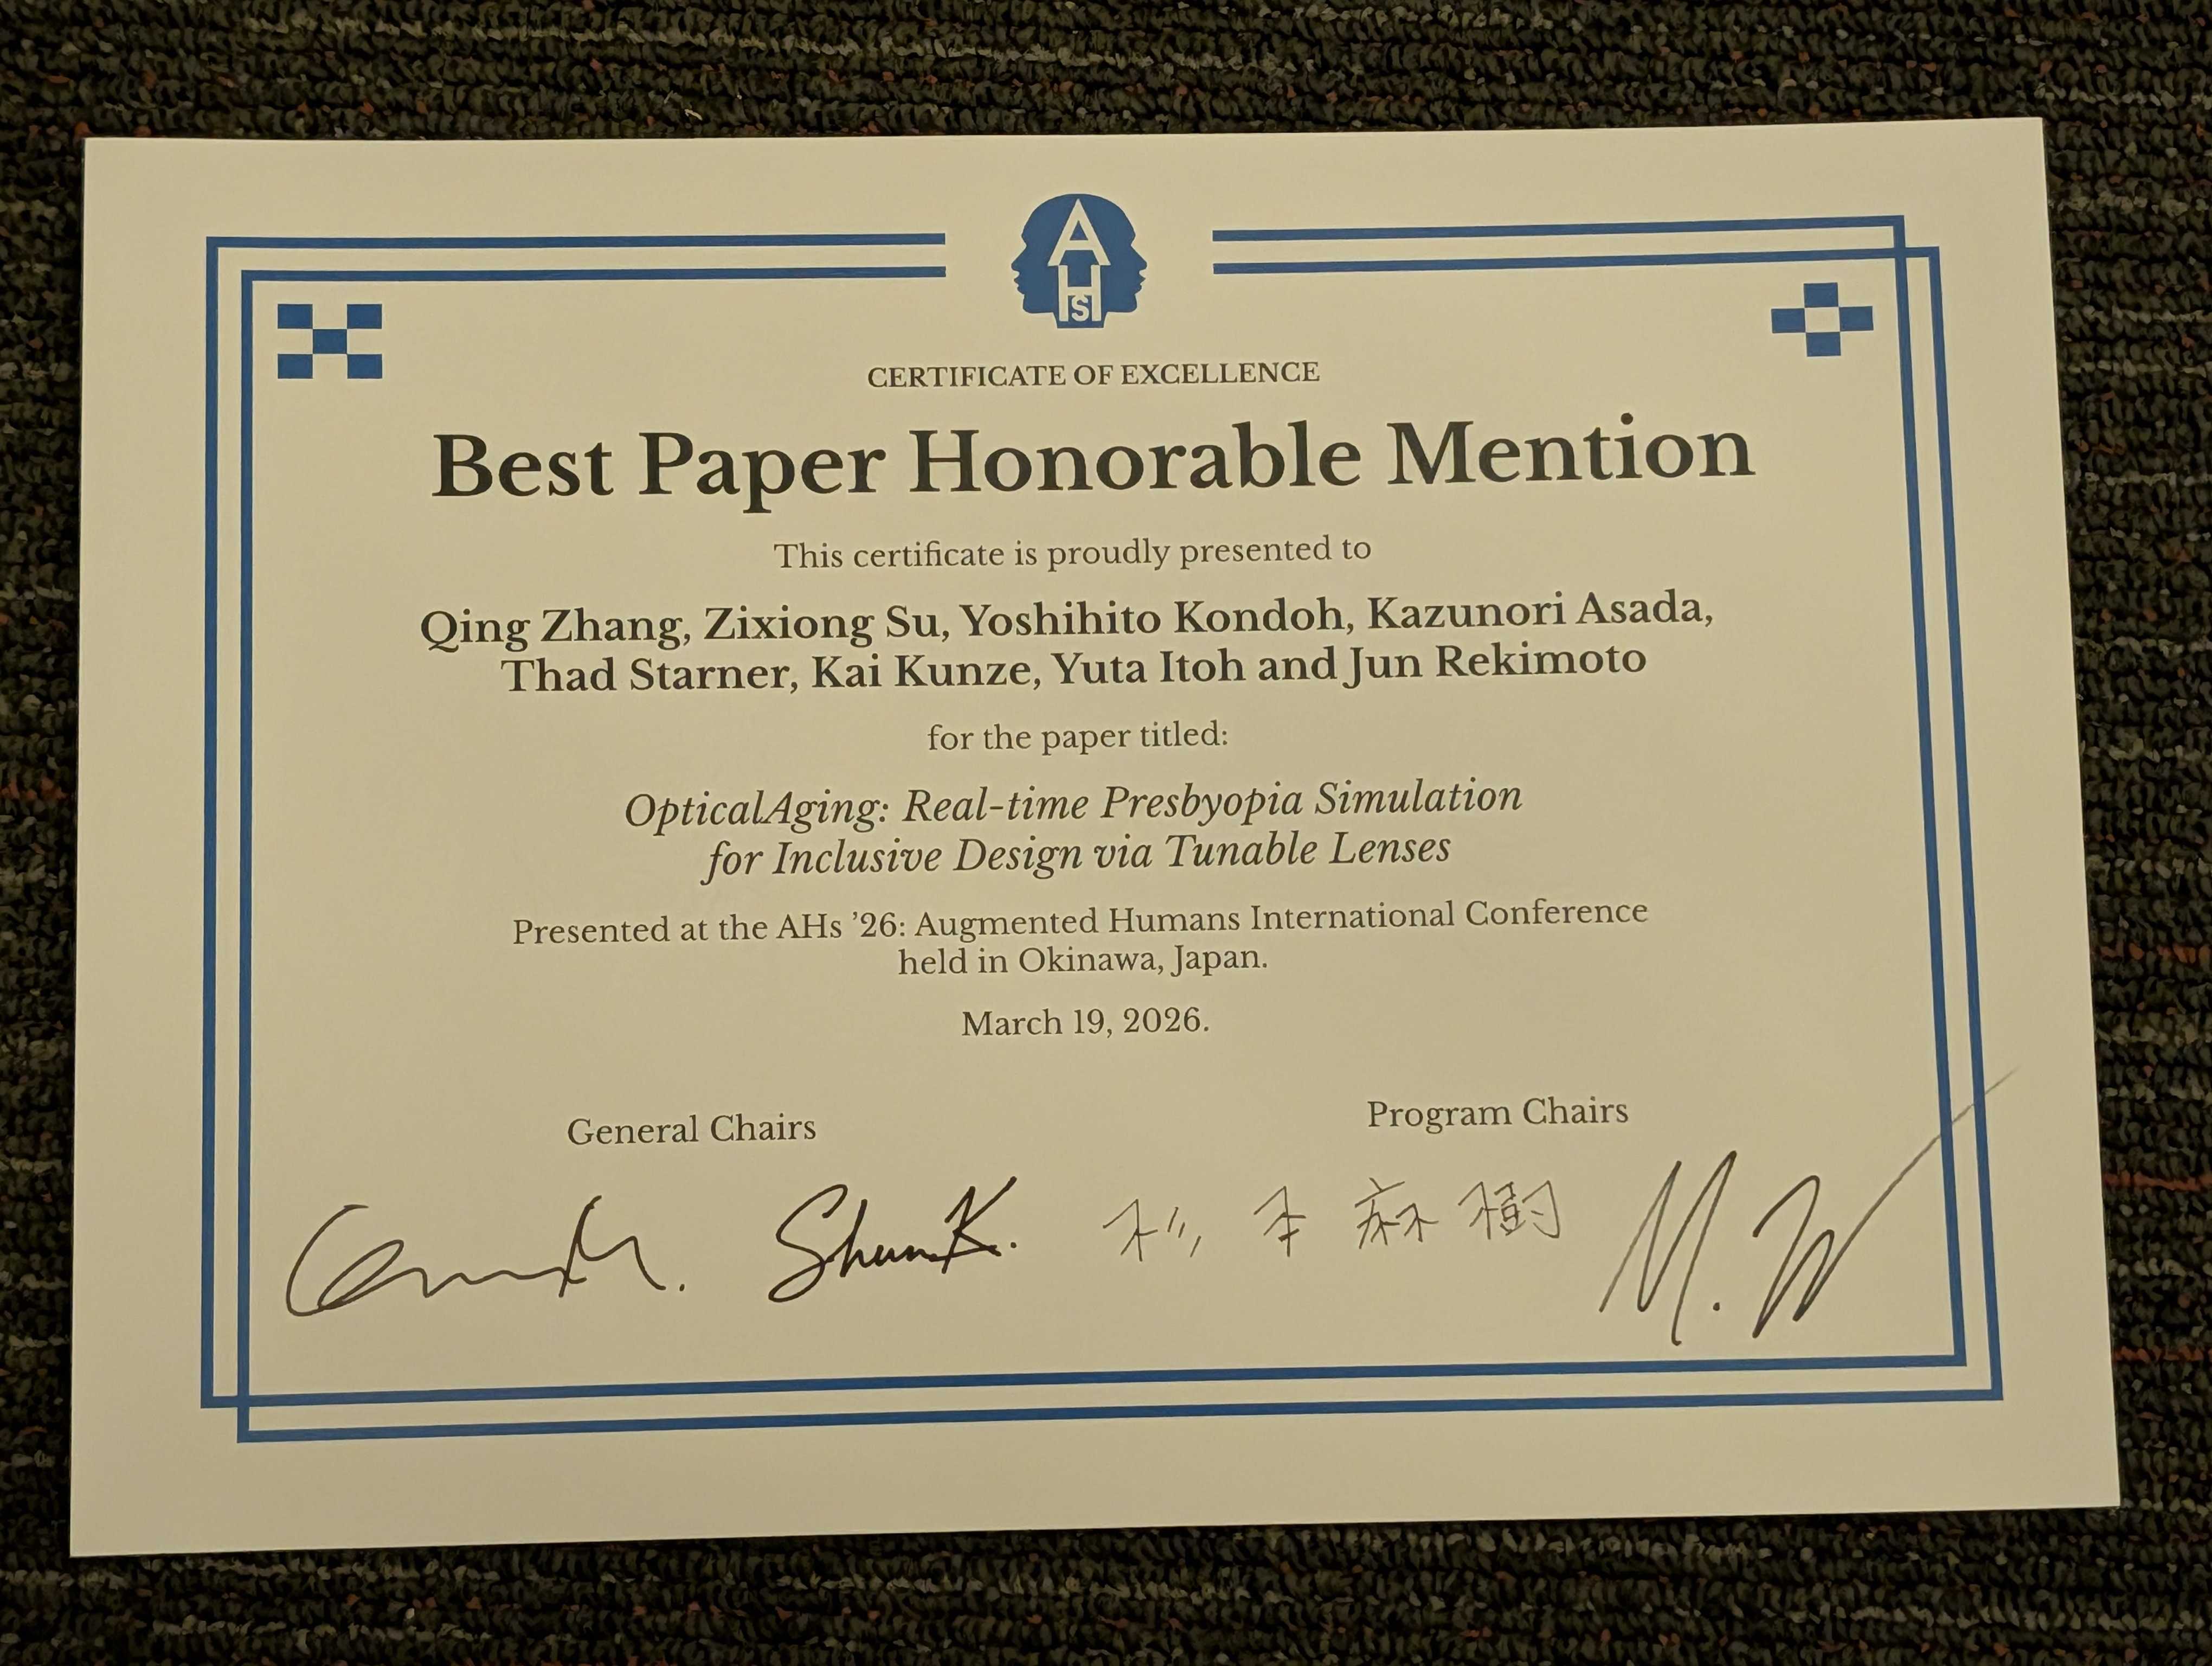 AHs
CERTIFICATE OF EXCELLENCE
Best Paper Honorable Mention
This certificate is proudly presented to
Qing Zhang, Zixiong Su, Yoshihito Kondoh, Kazunori Asada,
Thad Starner, Kai Kunze, Yuta Itoh and Jun Rekimoto
for the paper titled:
OpticalAging: Real-time Presbyopia Simulation
for Inclusive Design via Tunable Lenses
Presented at the AHs ’26: Augmented Humans International Conference
held in Okinawa, Japan.
March 19, 2026.
General Chairs
Program Chairs
Shun K. 杉本麻樹 M. W